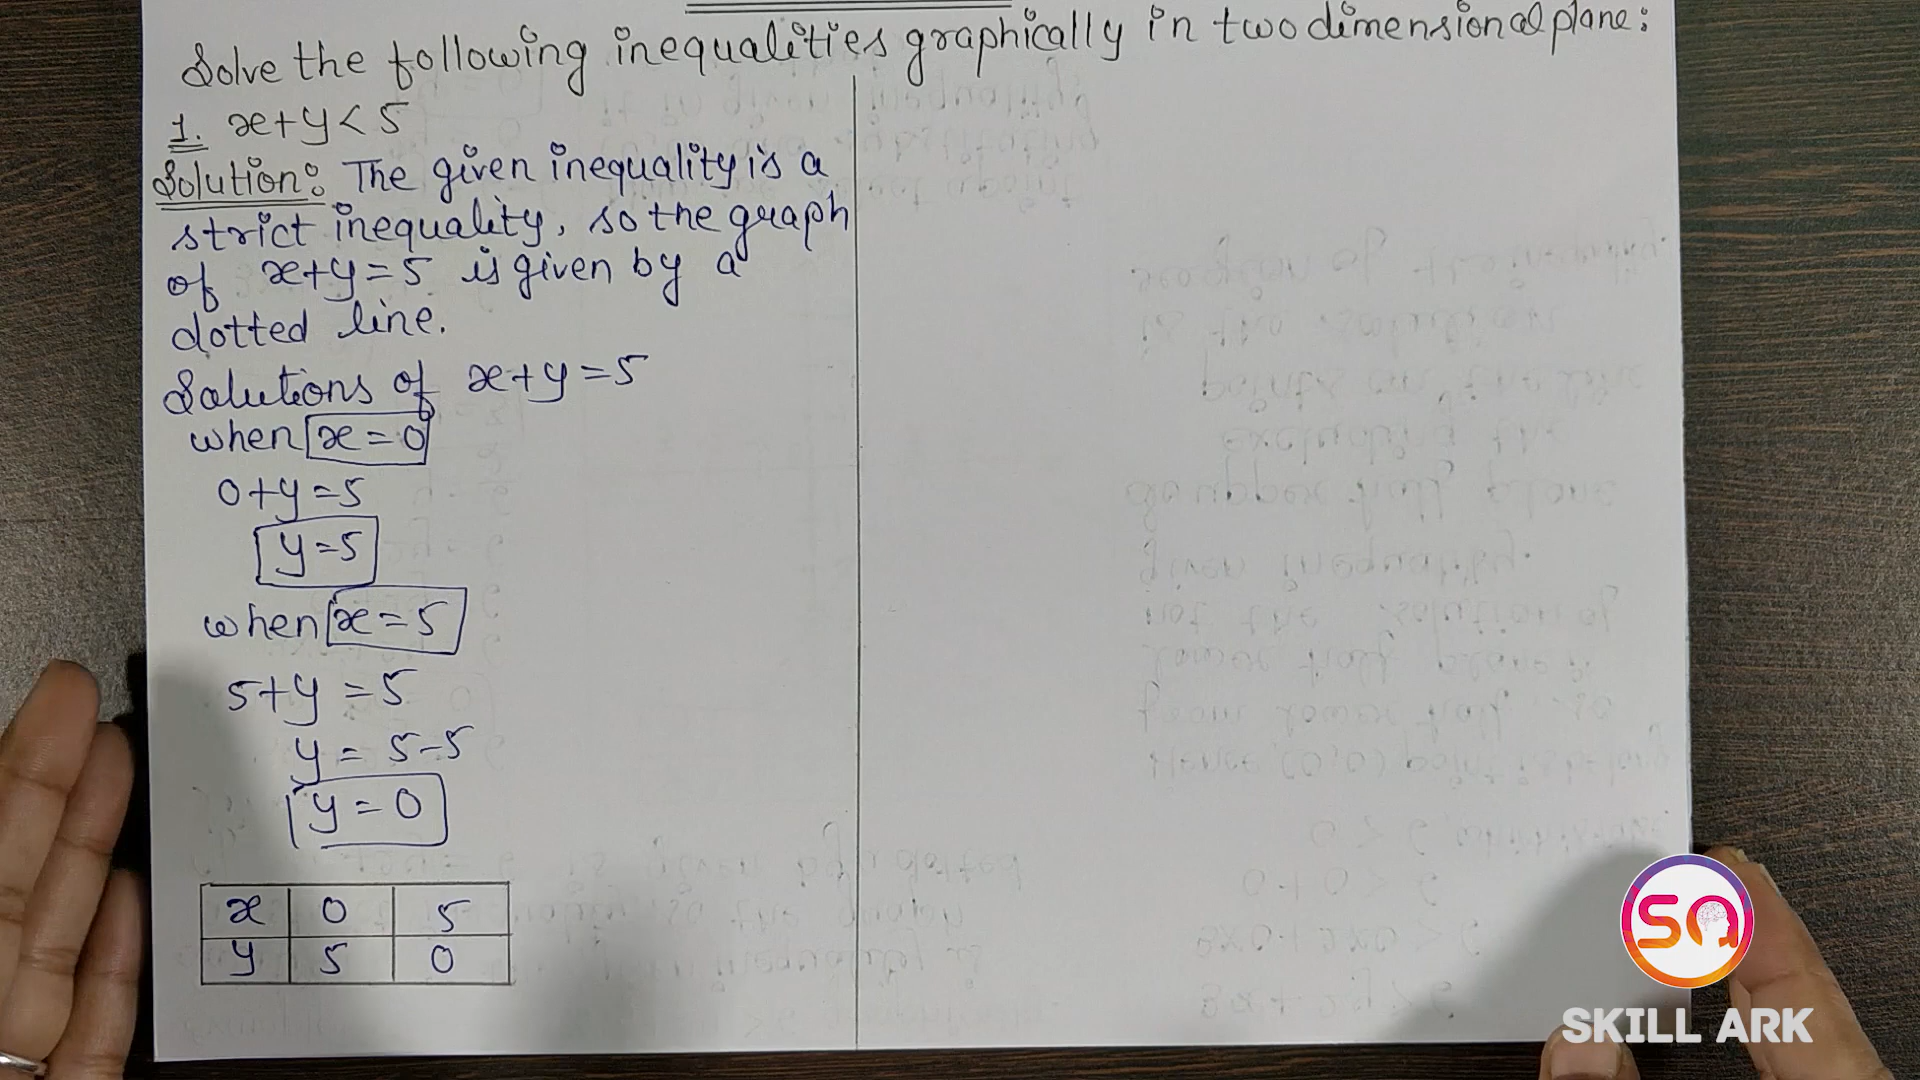 Solve the following inequalities graphically in two dimensional plane:
1. x+y<5
Solution: The given inequality is a
strict inequality, so the graph
of x+y=5 is given by a
dotted line.
Solutions of x+y=5
when x=0
0+y=5
y=5
when x=5
5+y=5
y=5-5
y=0
x 0 5
y 5 0
SA
SKILL ARK